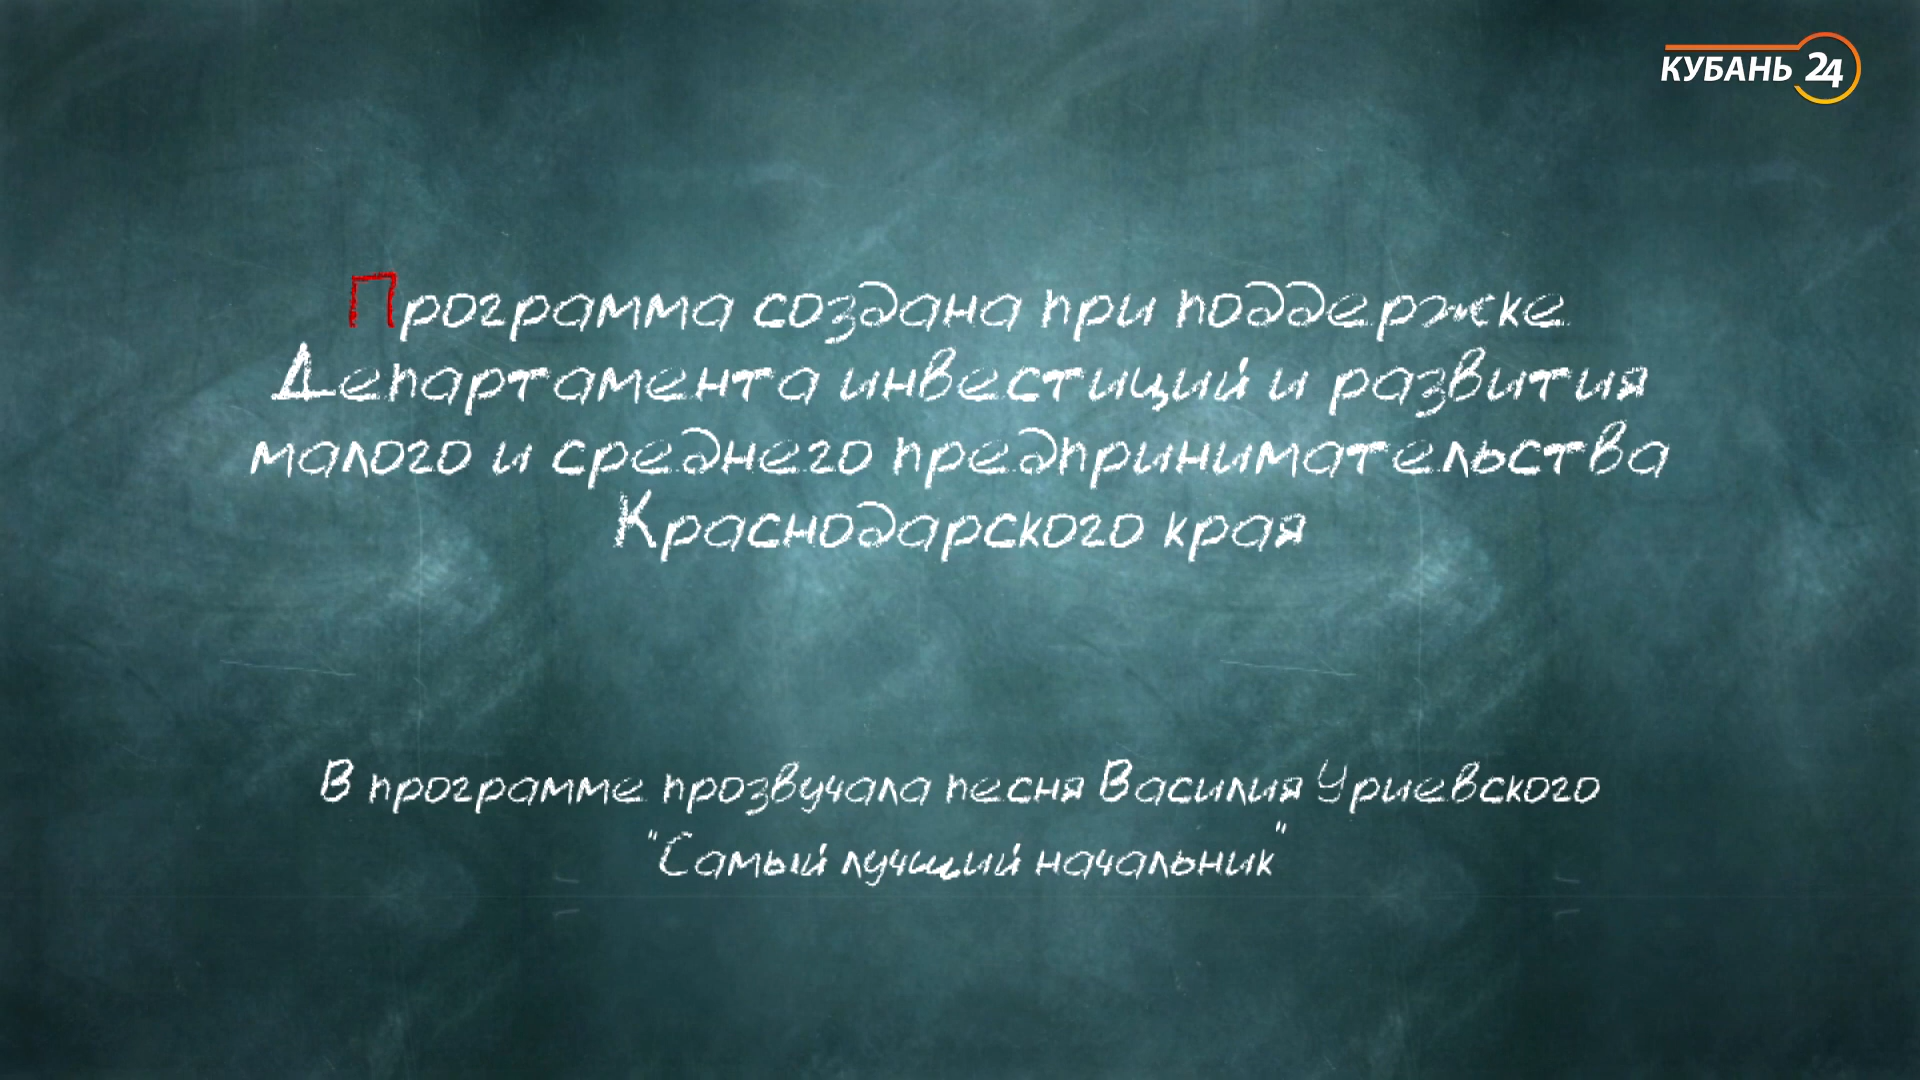 КУБАНЬ 24
Программа создана при поддержке
Департамента инвестиций и развития
малого и среднего предпринимательства
Краснодарского края
В программе прозвучала песня Василия Уриевского
"Самый лучший начальник"